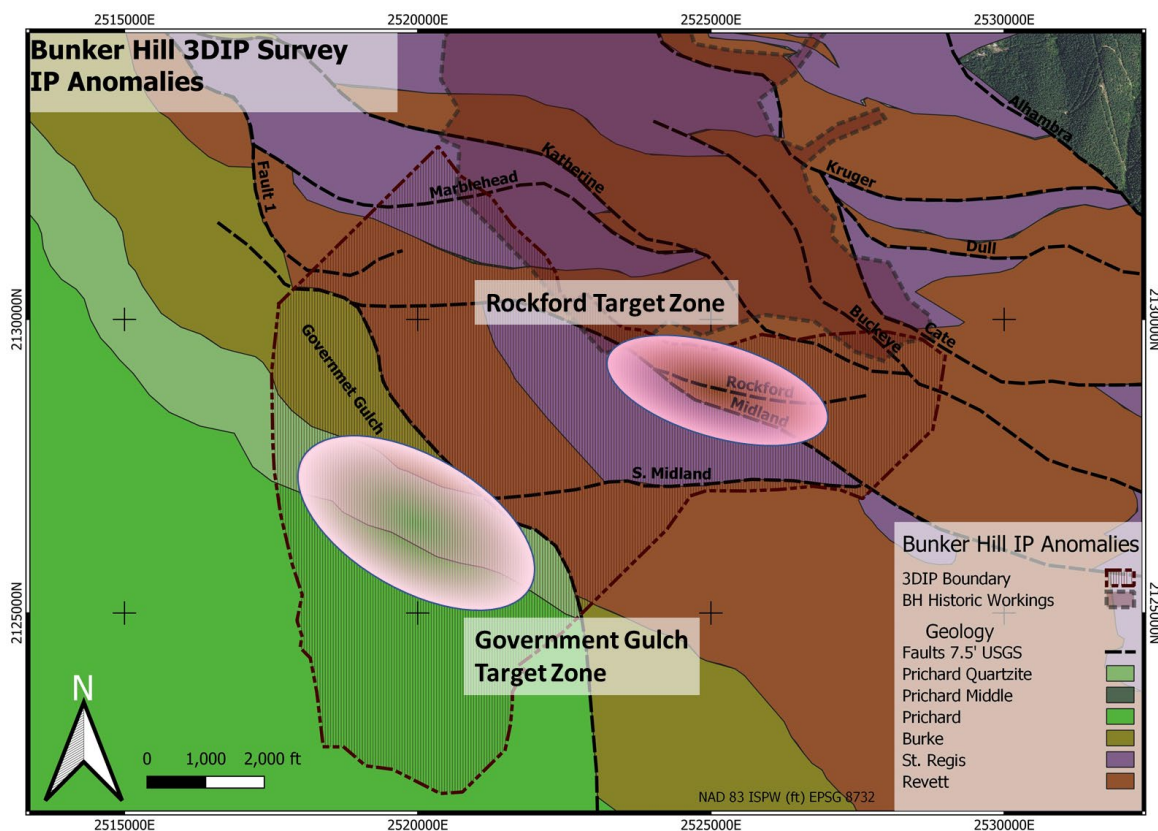 2515000E
2520000E
2525000E
2530000E
Bunker Hill 3DIP Survey
IP Anomalies
Alhambra
Katherine
Kruger
Fault 1
Marblehead
Dull
2130000N
2130000N
Rockford Target Zone
Buckeye
Cate
Governmet Gulch
Rockford
Midland
S. Midland
Bunker Hill IP Anomalies
3DIP Boundary
BH Historic Workings
Geology
Faults 7.5' USGS
Prichard Quartzite
Prichard Middle
Prichard
Burke
St. Regis
Revett
2125000N
2125000N
Government Gulch
Target Zone
N
0 1,000 2,000 ft
NAD 83 ISPW (ft) EPSG 8732
2515000E
2520000E
2525000E
2530000E